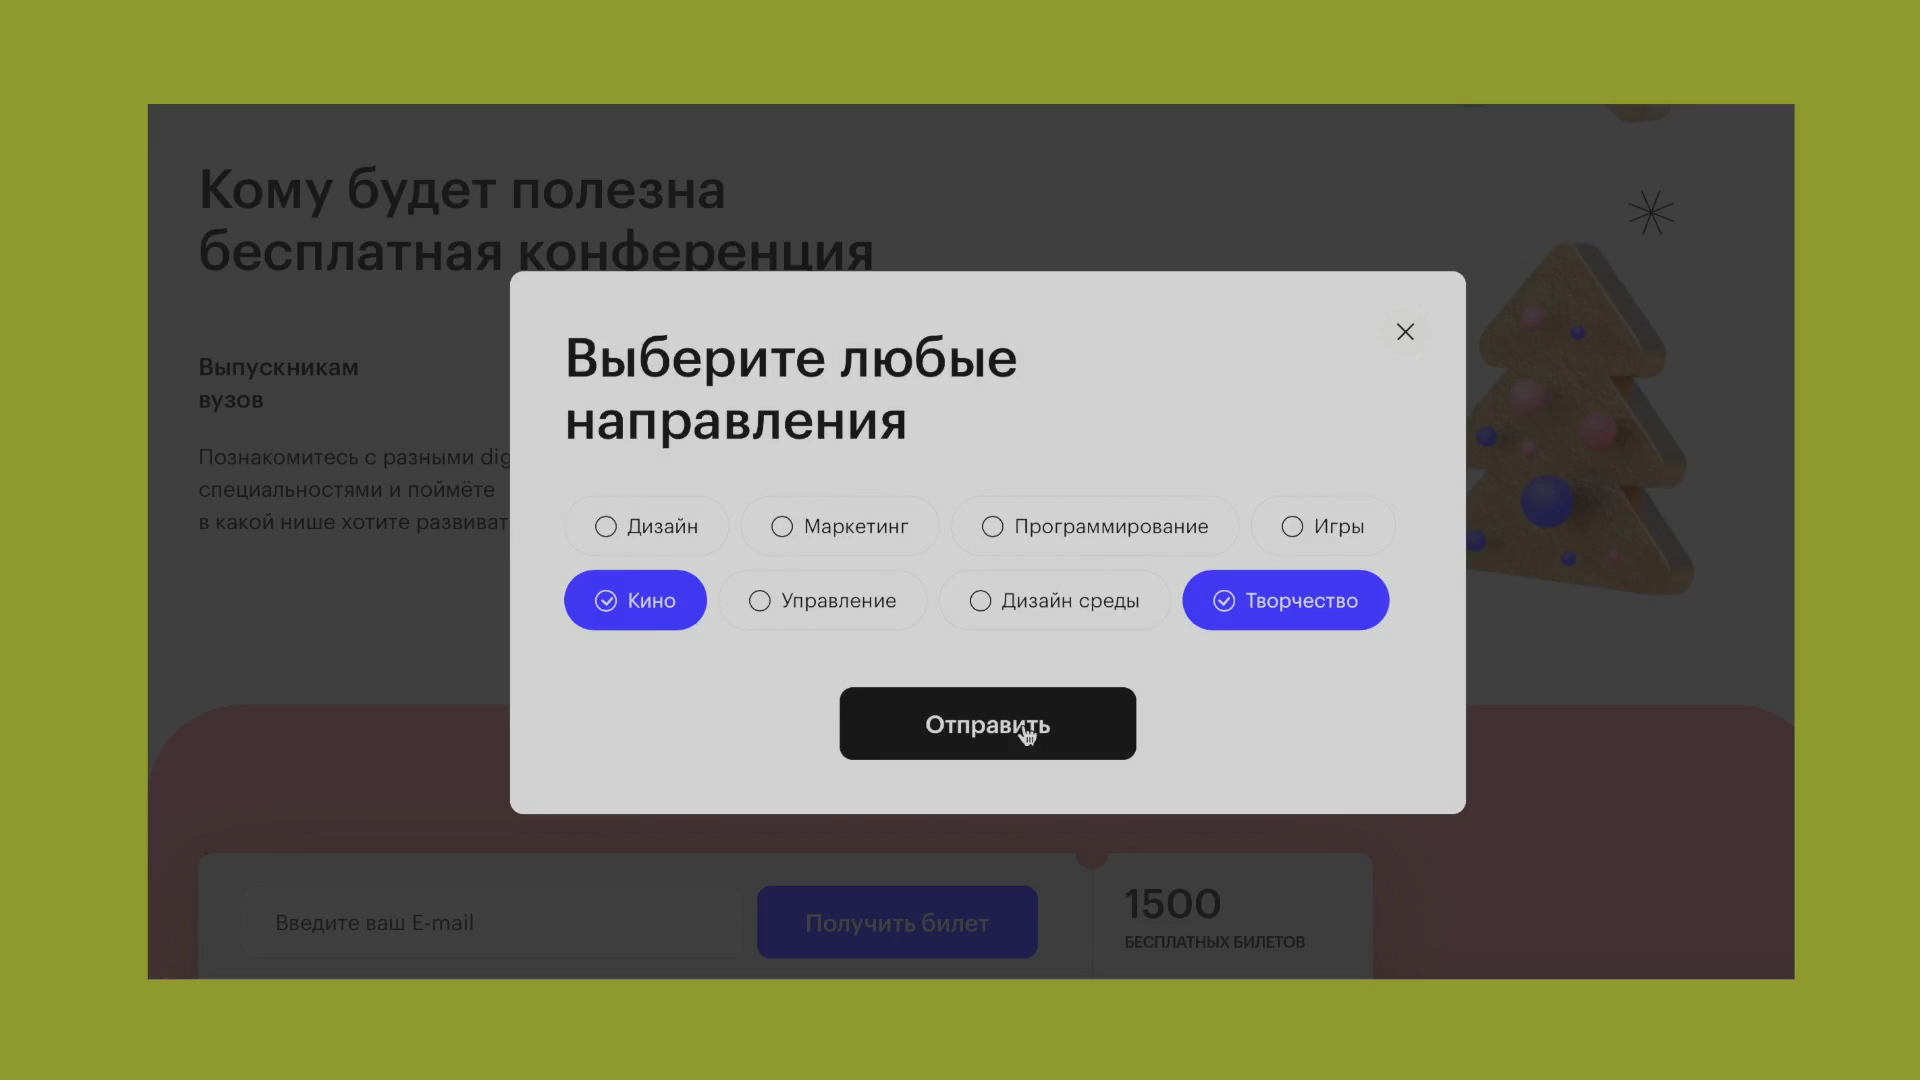 Кому будет полезна
бесплатная конференция
Выпускникам
вузов
Познакомитесь с разными dig
специальностями и поймёте
в какой нише хотите развиват
Выберите любые
направления
Дизайн Маркетинг Программирование Игры
Кино Управление Дизайн среды Творчество
Отправить
Введите ваш E-mail
Получить билет
1500
БЕСПЛАТНЫХ БИЛЕТОВ